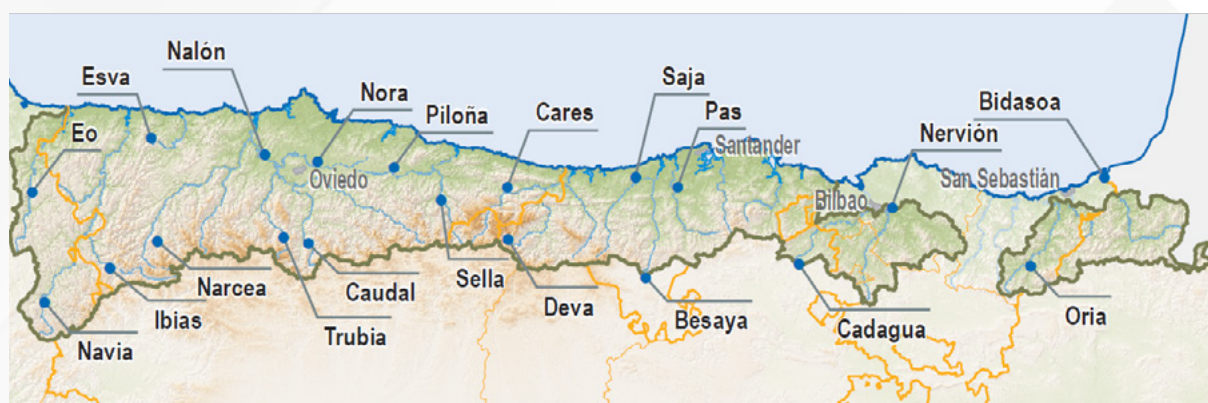 Nalón
Esva
Nora
Saja
Eo
Piloña
Cares
Pas
Bidasoa
Nervión
Santander
Oviedo
San Sebastián
Bilbao
Narcea
Caudal
Sella
Deva
Ibias
Trubia
Besaya
Cadagua
Oria
Navia